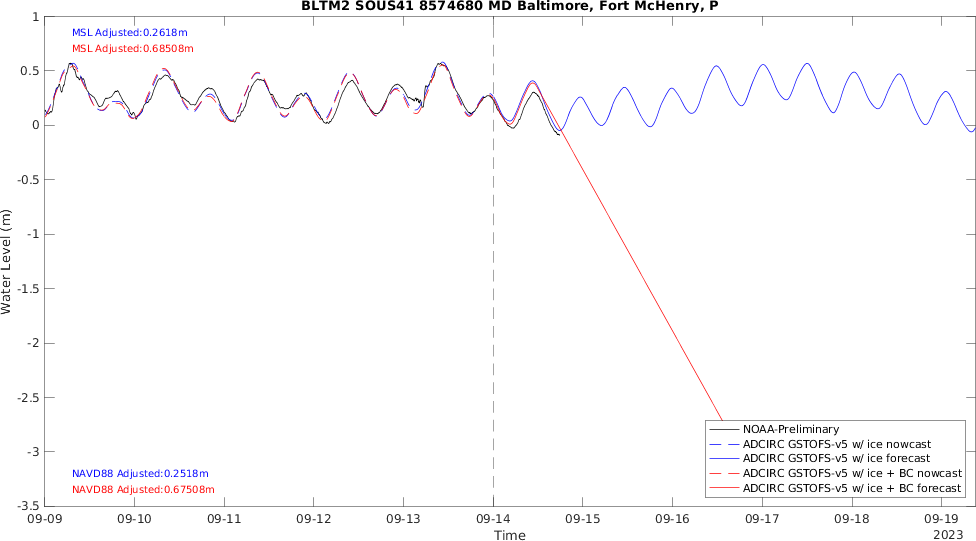 BLTM2 SOUS41 8574680 MD Baltimore, Fort McHenry, P
MSL Adjusted:0.2618m
MSL Adjusted:0.68508m
1
0.5
0
-0.5
-1
-1.5
-2
-2.5
-3
-3.5
Water Level (m)
NAVD88 Adjusted:0.2518m
NAVD88 Adjusted:0.67508m
NOAA-Preliminary
ADCIRC GSTOFS-v5 w/ ice nowcast
ADCIRC GSTOFS-v5 w/ ice forecast
ADCIRC GSTOFS-v5 w/ ice + BC nowcast
ADCIRC GSTOFS-v5 w/ ice + BC forecast
09-09 09-10 09-11 09-12 09-13 09-14 09-15 09-16 09-17 09-18 09-19
2023
Time